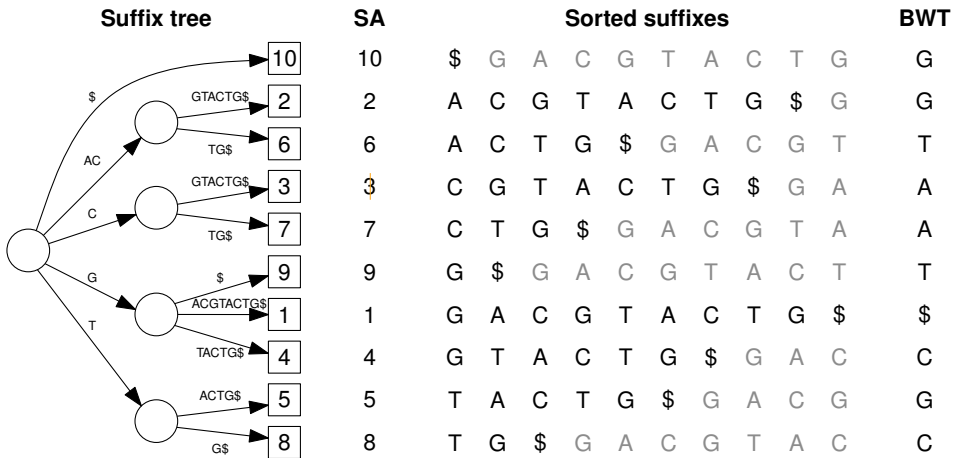 Suffix tree SA Sorted suffixes BWT
10 10 $ G A C G T A C T G G
$ GTACTG$ 2 2 A C G T A C T G $ G G
AC TG$ 6 6 A C T G $ G A C G T T
GTACTG$ 3 3 C G T A C T G $ G A A
C TG$ 7 7 C T G $ G A C G T A A
G $ 9 9 G $ G A C G T A C T T
ACGTACTG$ 1 1 G A C G T A C T G $ $
T TACTG$ 4 4 G T A C T G $ G A C C
ACTG$ 5 5 T A C T G $ G A C G G
G$ 8 8 T G $ G A C G T A C C